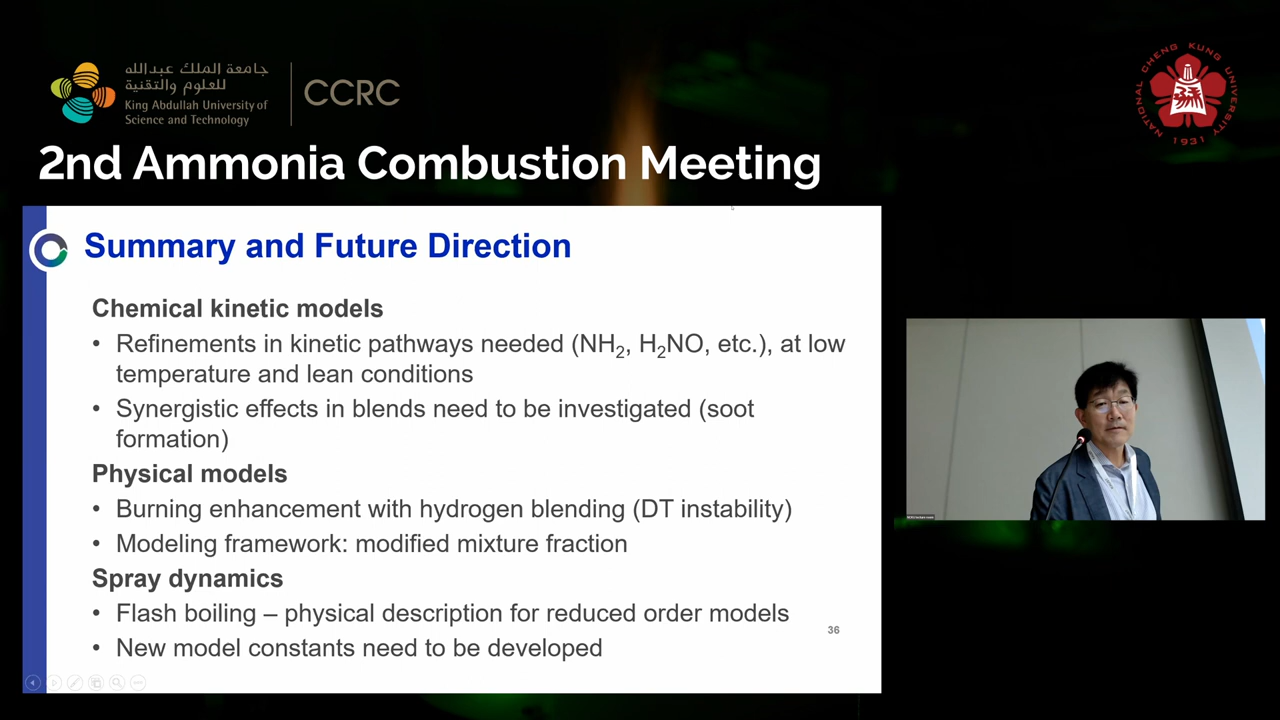 جامعة الملك عبدالله
للعلوم والتقنية
King Abdullah University of
Science and Technology
CCRC
NATIONAL CHENG KUNG UNIVERSITY
1931
2nd Ammonia Combustion Meeting
Summary and Future Direction
Chemical kinetic models
• Refinements in kinetic pathways needed (NH₂, H₂NO, etc.), at low
temperature and lean conditions
• Synergistic effects in blends need to be investigated (soot
formation)
Physical models
• Burning enhancement with hydrogen blending (DT instability)
• Modeling framework: modified mixture fraction
Spray dynamics
• Flash boiling – physical description for reduced order models
• New model constants need to be developed
36